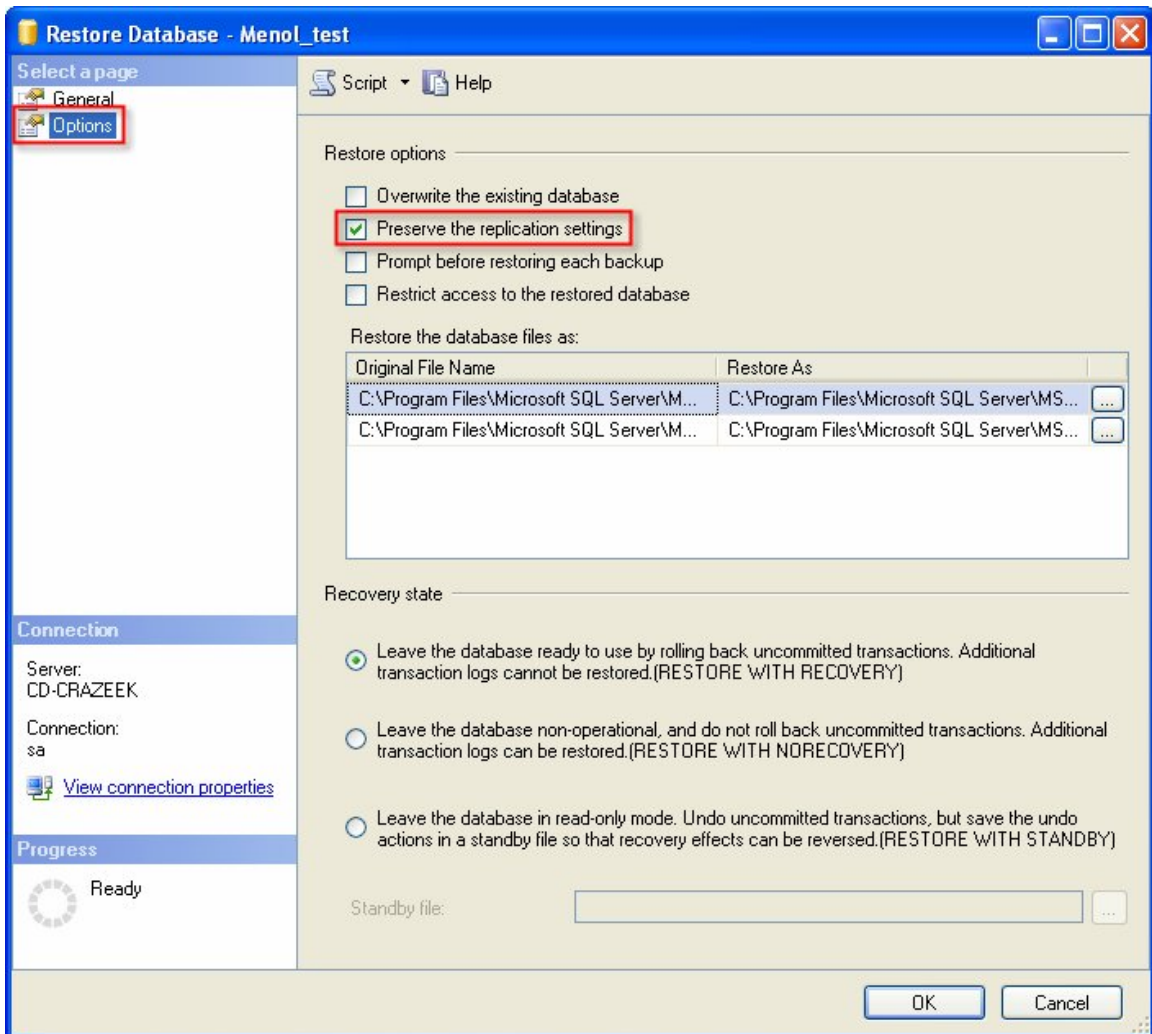 Restore Database - Menol_test
Select a page
General
Options
Script
Help
Restore options
Overwrite the existing database
Preserve the replication settings
Prompt before restoring each backup
Restrict access to the restored database
Restore the database files as:
Original File Name
Restore As
C:\Program Files\Microsoft SQL Server\M...
C:\Program Files\Microsoft SQL Server\MS...
...
C:\Program Files\Microsoft SQL Server\M...
C:\Program Files\Microsoft SQL Server\MS...
...
Recovery state
Leave the database ready to use by rolling back uncommitted transactions. Additional
transaction logs cannot be restored.(RESTORE WITH RECOVERY)
Leave the database non-operational, and do not roll back uncommitted transactions. Additional
transaction logs can be restored.(RESTORE WITH NORECOVERY)
Leave the database in read-only mode. Undo uncommitted transactions, but save the undo
actions in a standby file so that recovery effects can be reversed.(RESTORE WITH STANDBY)
Standby file:
...
Connection
Server:
CD-CRAZEEK
Connection:
sa
View connection properties
Progress
Ready
OK
Cancel